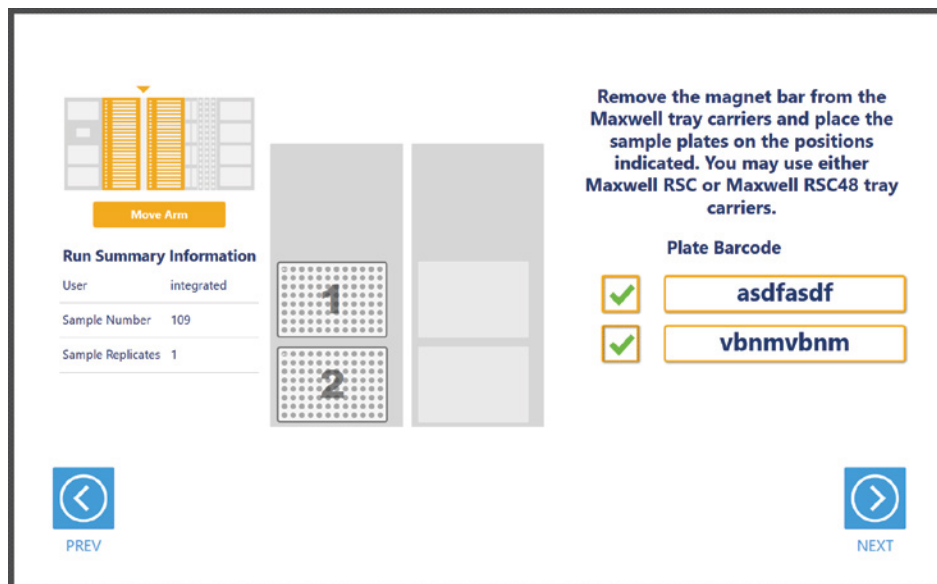 Move Arm
Run Summary Information
User integrated
Sample Number 109
Sample Replicates 1
1
2
Remove the magnet bar from the
Maxwell tray carriers and place the
sample plates on the positions
indicated. You may use either
Maxwell RSC or Maxwell RSC48 tray
carriers.
Plate Barcode
asdfasdf
vbnmvbnm
PREV
NEXT